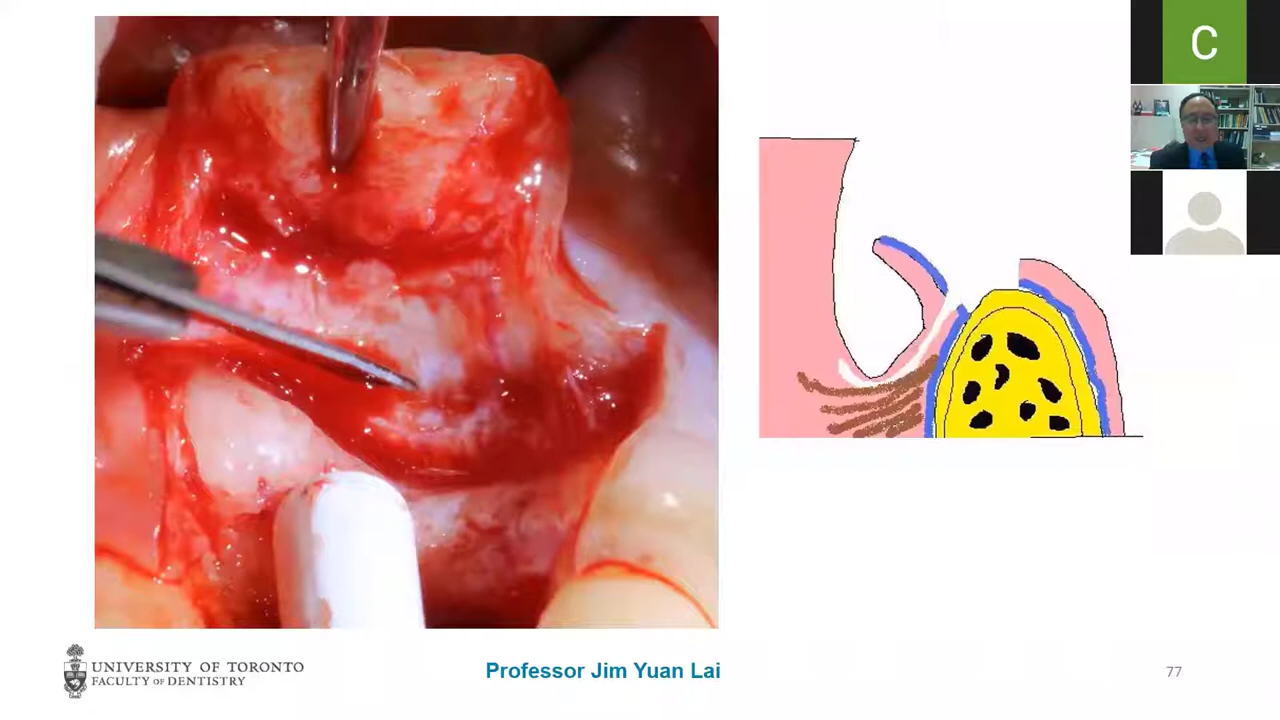 C
UNIVERSITY OF TORONTO
FACULTY OF DENTISTRY
Professor Jim Yuan Lai
77